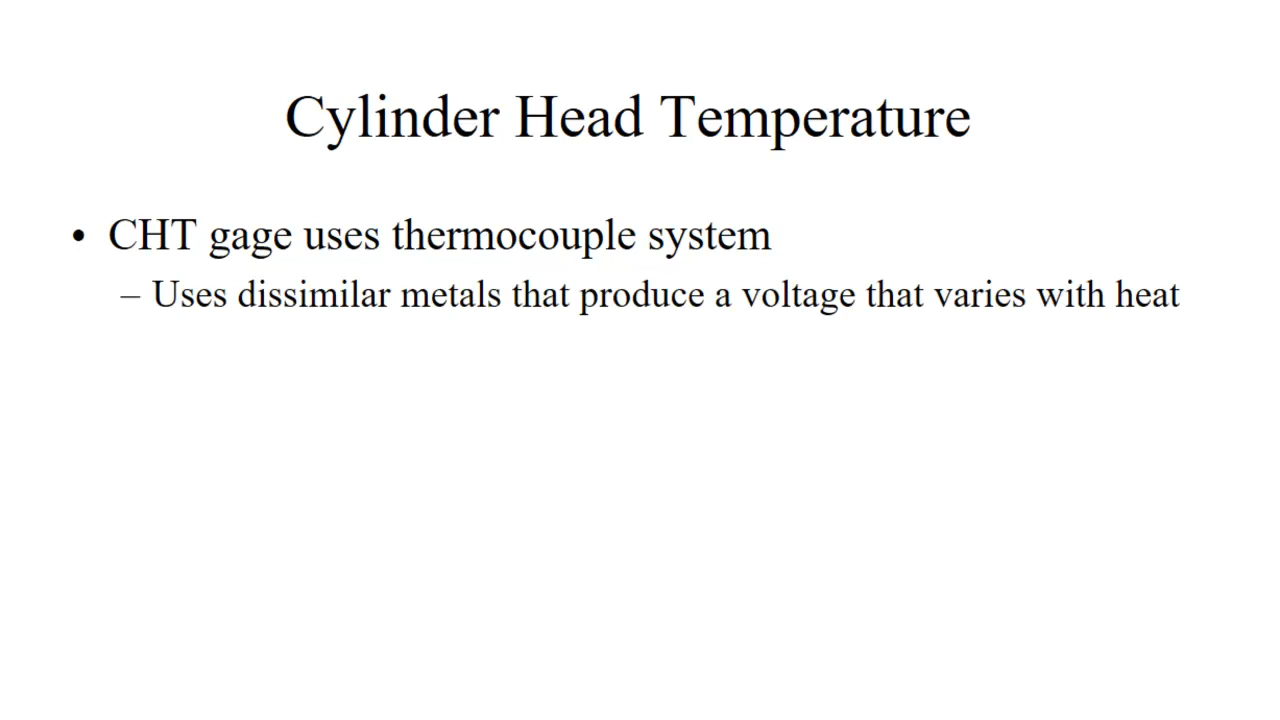 Cylinder Head Temperature
• CHT gage uses thermocouple system
– Uses dissimilar metals that produce a voltage that varies with heat